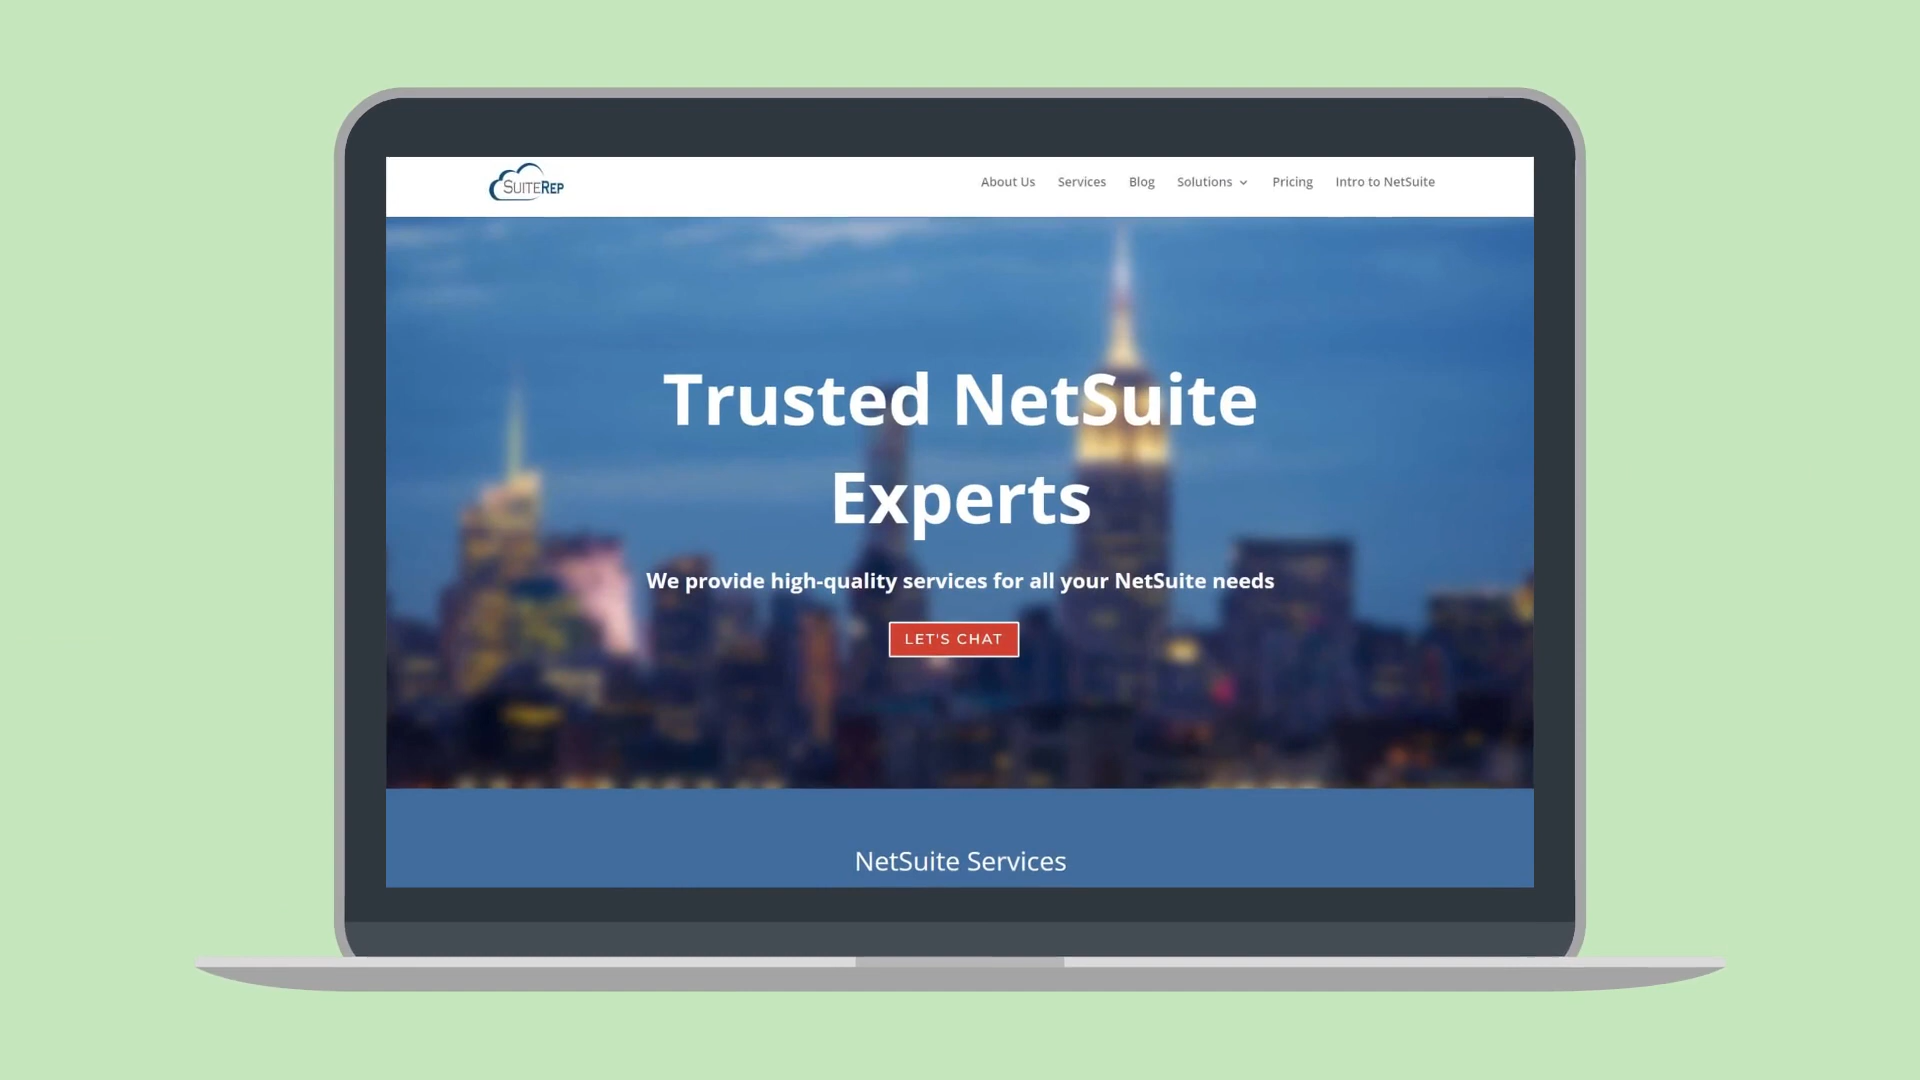 SUITEREP
About Us Services Blog Solutions Pricing Intro to NetSuite
Trusted NetSuite
Experts
We provide high-quality services for all your NetSuite needs
LET'S CHAT
NetSuite Services